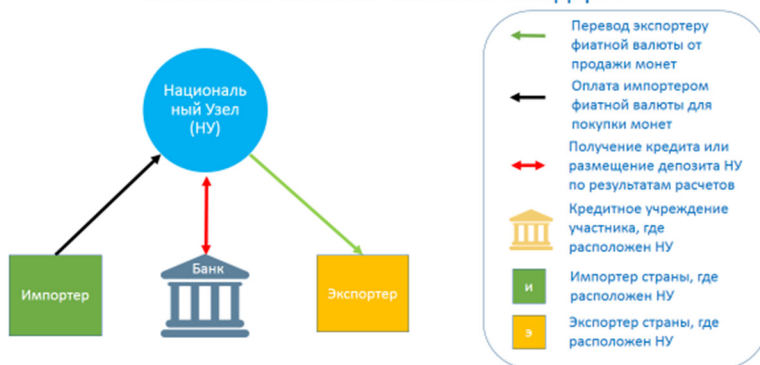 Националь
ный Узел
(НУ)
Импортер
Банк
Экспортер
Перевод экспортеру
фиатной валюты от
продажи монет
Оплата импортером
фиатной валюты для
покупки монет
Получение кредита или
размещение депозита НУ
по результатам расчетов
Кредитное учреждение
участника, где
расположен НУ
и
Импортер страны, где
расположен НУ
э
Экспортер страны, где
расположен НУ